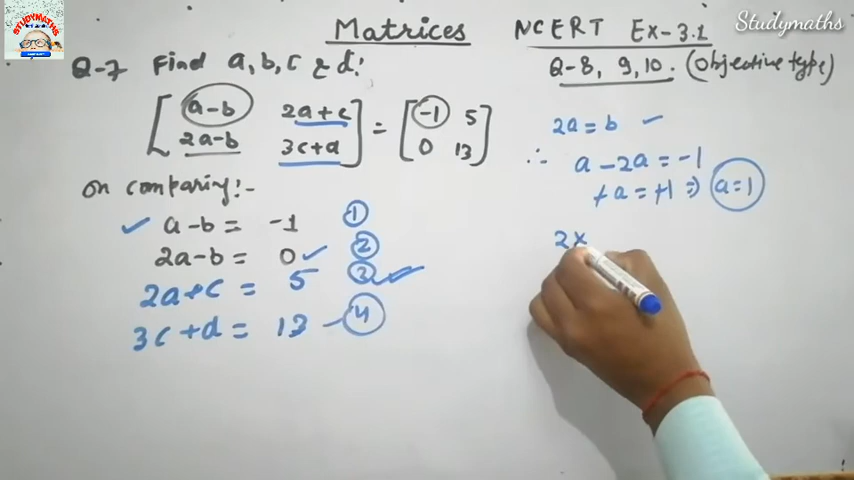 STUDYMATHS
Studymaths
Matrices NCERT Ex-3.1
Q-8, 9, 10. (Objective type)
Q-7 Find a, b, c & d:
[a-b 2a+c
2a-b 3c+d] = [-1 5
0 13]
On comparing:-
✓ a-b = -1 ①
2a-b = 0 ✓ ②
2a+c = 5 ③ ✓
3c+d = 13 - ④
2a = b ✓
∴ a - 2a = -1
+a = +1 ⇒ a=1
2x